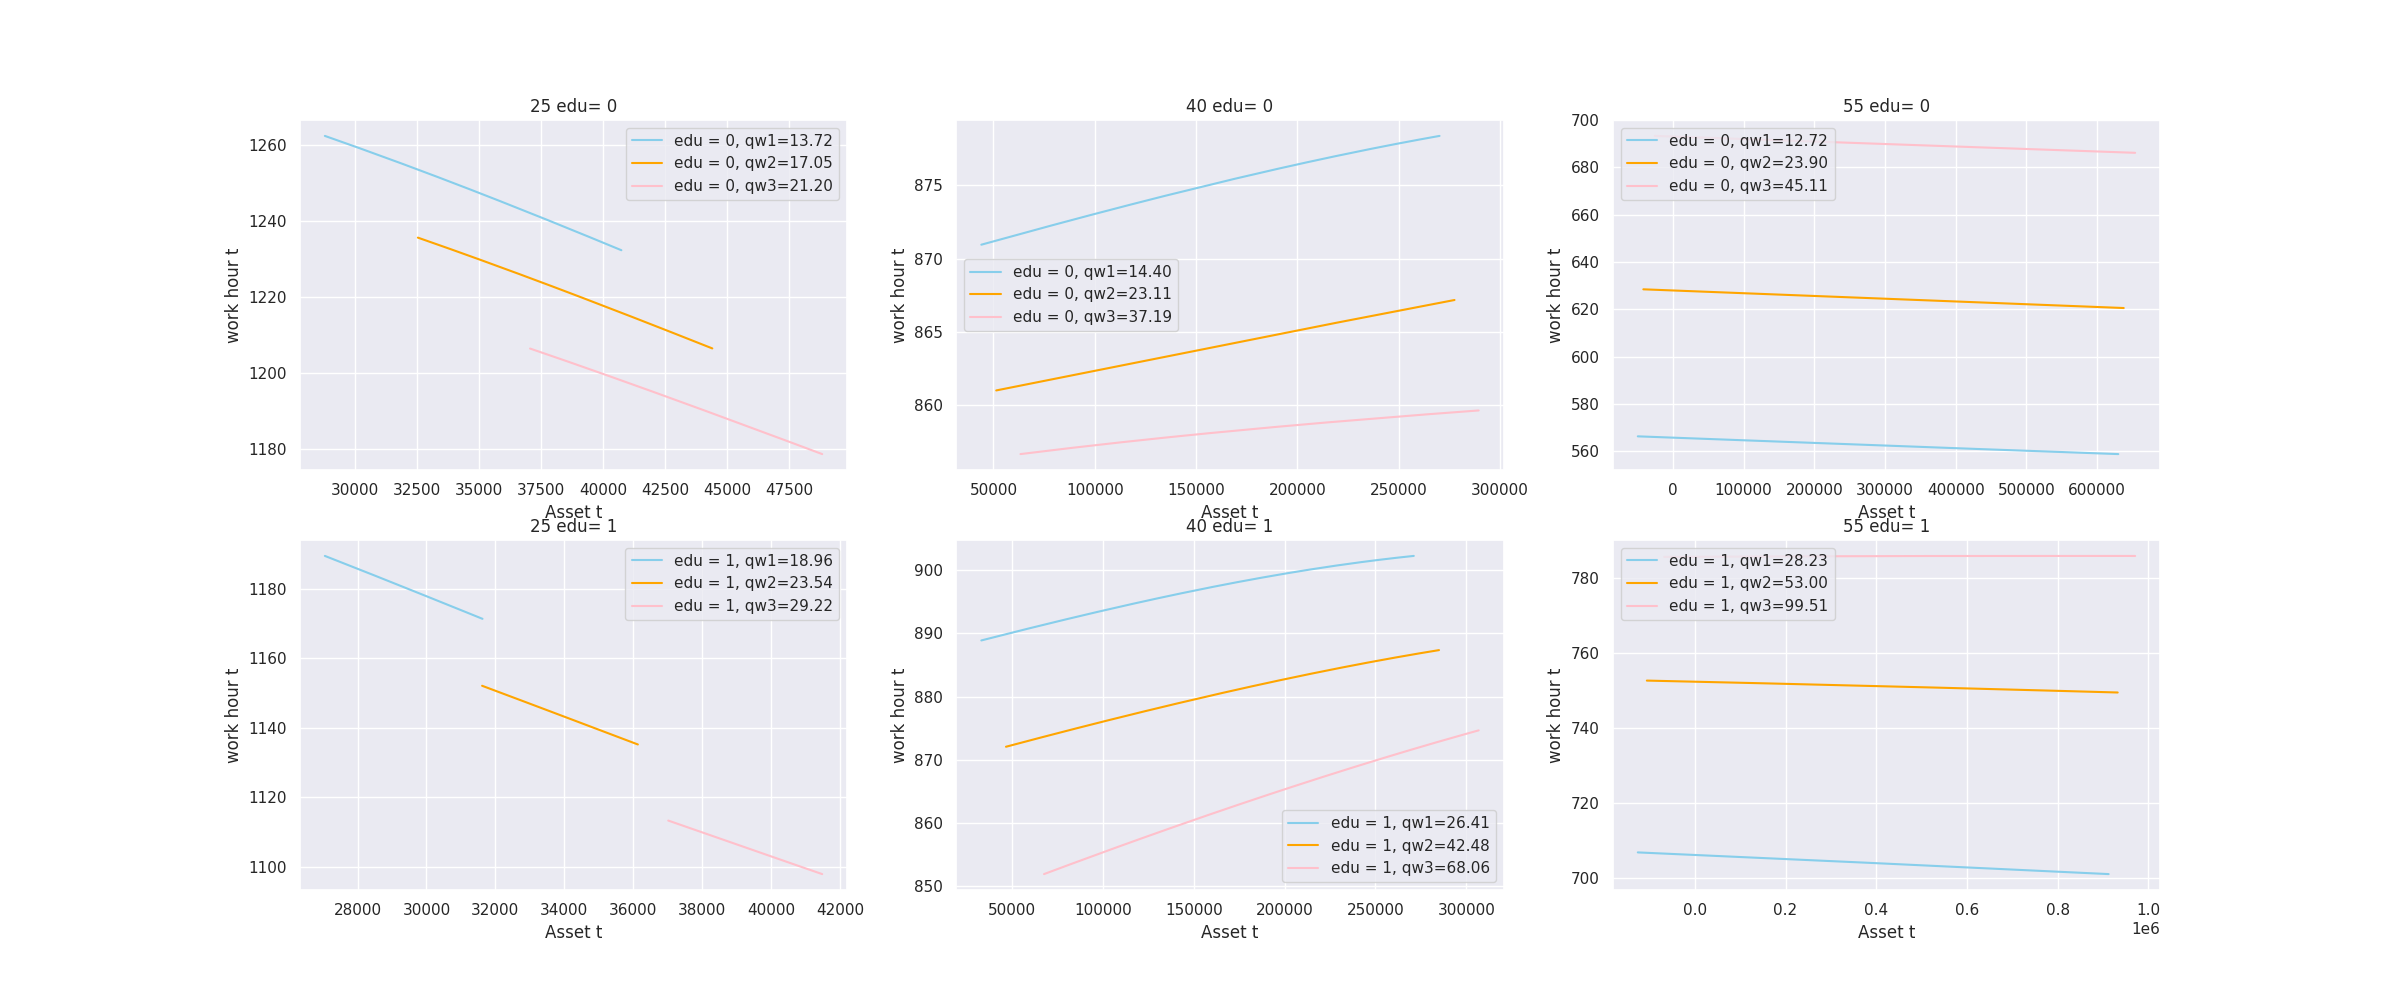 25 edu= 0
1260
1240
1220
1200
1180
work hour t
edu = 0, qw1=13.72
edu = 0, qw2=17.05
edu = 0, qw3=21.20
30000 32500 35000 37500 40000 42500 45000 47500
Asset t
40 edu= 0
875
870
865
860
work hour t
edu = 0, qw1=14.40
edu = 0, qw2=23.11
edu = 0, qw3=37.19
50000 100000 150000 200000 250000 300000
Asset t
55 edu= 0
700
680
660
640
620
600
580
560
work hour t
edu = 0, qw1=12.72
edu = 0, qw2=23.90
edu = 0, qw3=45.11
0 100000 200000 300000 400000 500000 600000
Asset t
25 edu= 1
1180
1160
1140
1120
1100
work hour t
edu = 1, qw1=18.96
edu = 1, qw2=23.54
edu = 1, qw3=29.22
28000 30000 32000 34000 36000 38000 40000 42000
Asset t
40 edu= 1
900
890
880
870
860
850
work hour t
edu = 1, qw1=26.41
edu = 1, qw2=42.48
edu = 1, qw3=68.06
50000 100000 150000 200000 250000 300000
Asset t
55 edu= 1
780
760
740
720
700
work hour t
edu = 1, qw1=28.23
edu = 1, qw2=53.00
edu = 1, qw3=99.51
0.0 0.2 0.4 0.6 0.8 1.0
1e6
Asset t